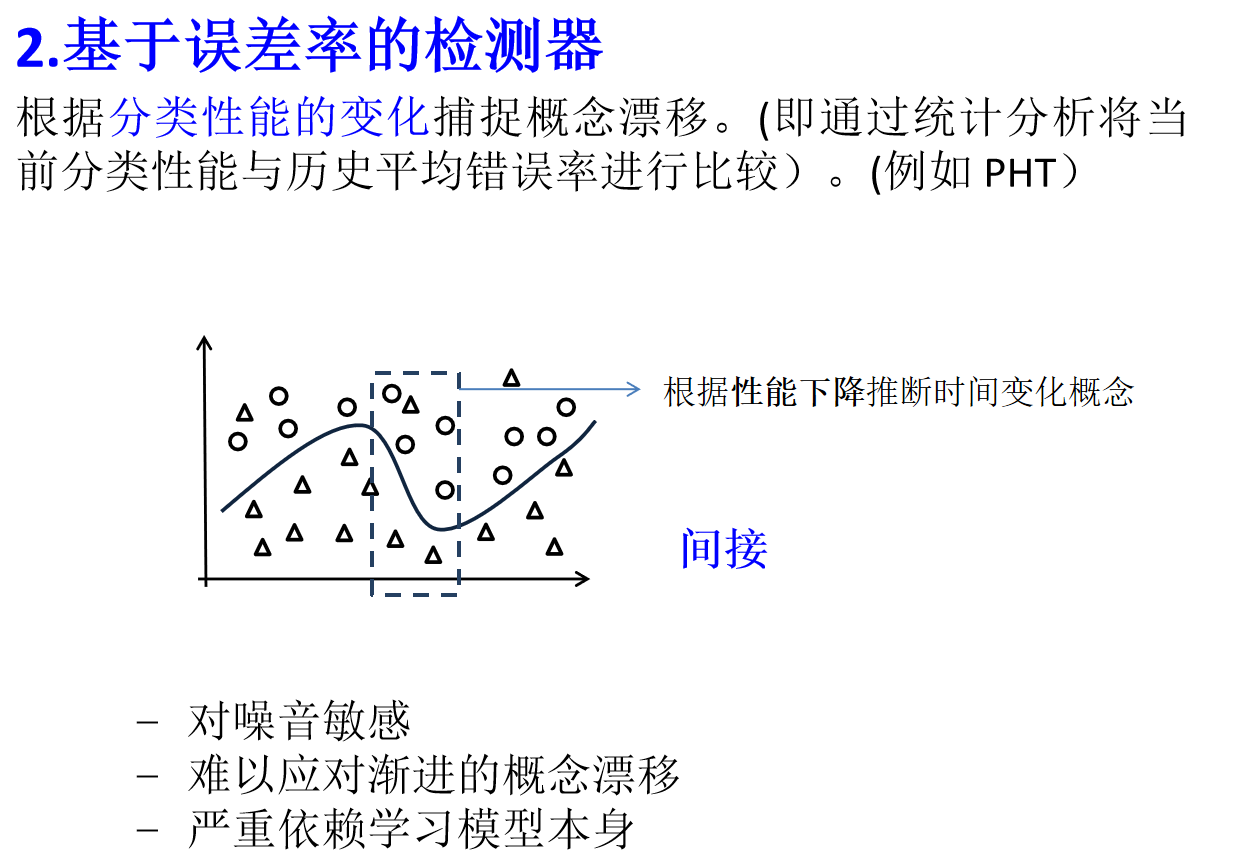 2.基于误差率的检测器
根据分类性能的变化捕捉概念漂移。(即通过统计分析将当
前分类性能与历史平均错误率进行比较）。(例如 PHT）
根据性能下降推断时间变化概念
间接
– 对噪音敏感
– 难以应对渐进的概念漂移
– 严重依赖学习模型本身